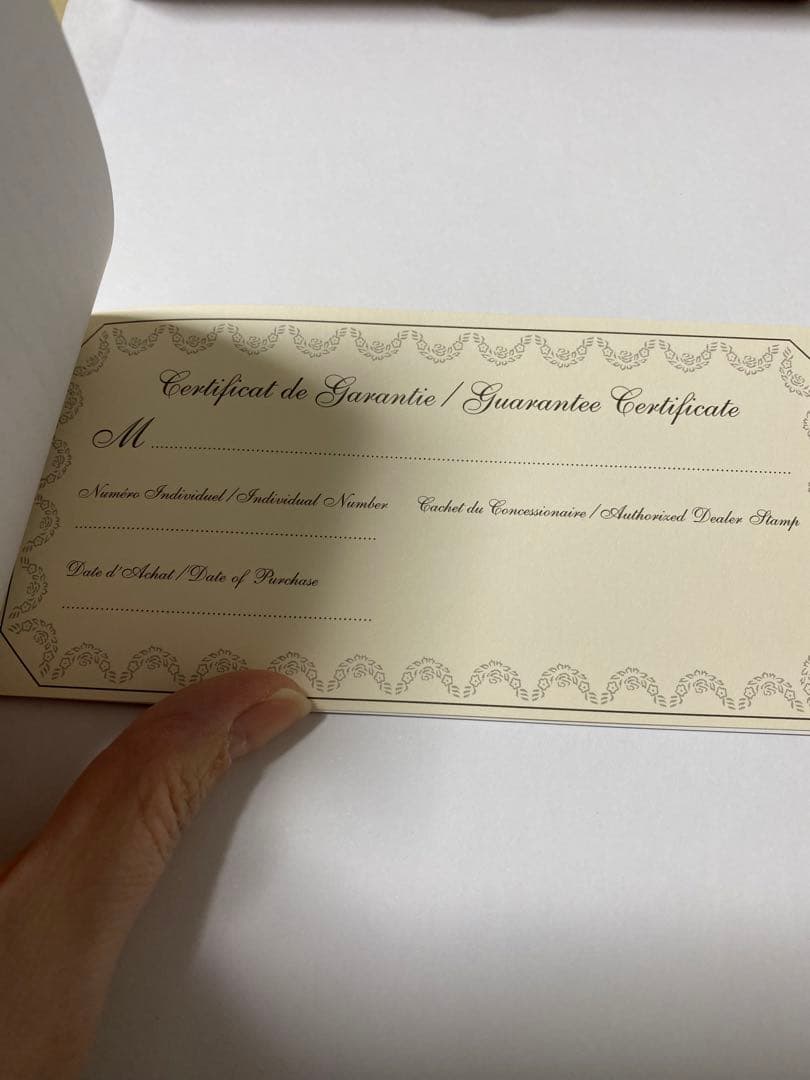 Certificat de Garantie / Guarantee Certificate
M
Numéro Individuel / Individual Number
Cachet du Concessionaire / Authorized Dealer Stamp
Date d'Achat / Date of Purchase